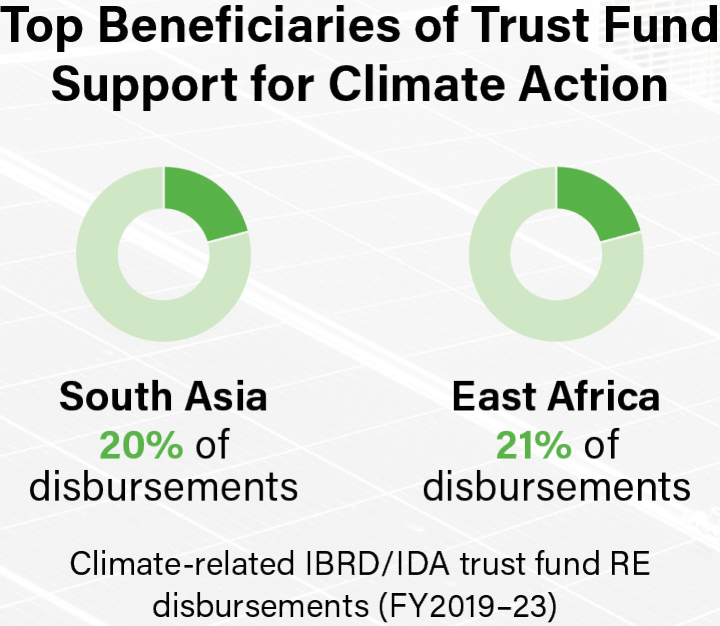 Top Beneficiaries of Trust Fund
Support for Climate Action
South Asia
20% of
disbursements
East Africa
21% of
disbursements
Climate-related IBRD/IDA trust fund RE
disbursements (FY2019–23)